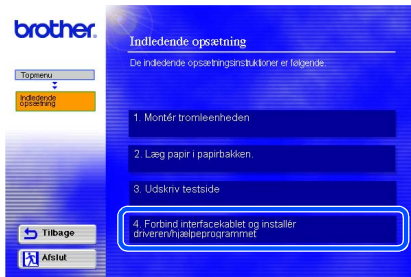 brother.
Topmenu
Indledende
opsætning
Tilbage
Afslut
Indledende opsætning
De indledende opsætningsinstruktioner er følgende.
1. Montér tromleenheden
2. Læg papir i papirbakken.
3. Udskriv testside
4. Forbind interfacekablet og installér
driveren/hjælpeprogrammet